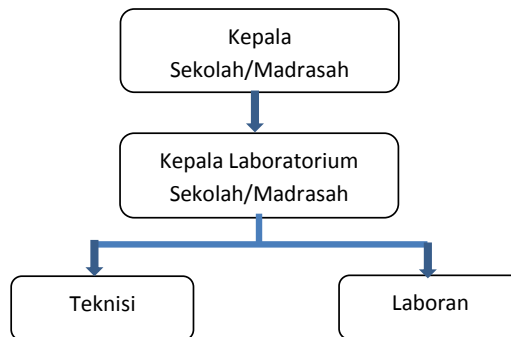 Kepala
Sekolah/Madrasah
Kepala Laboratorium
Sekolah/Madrasah
Teknisi
Laboran